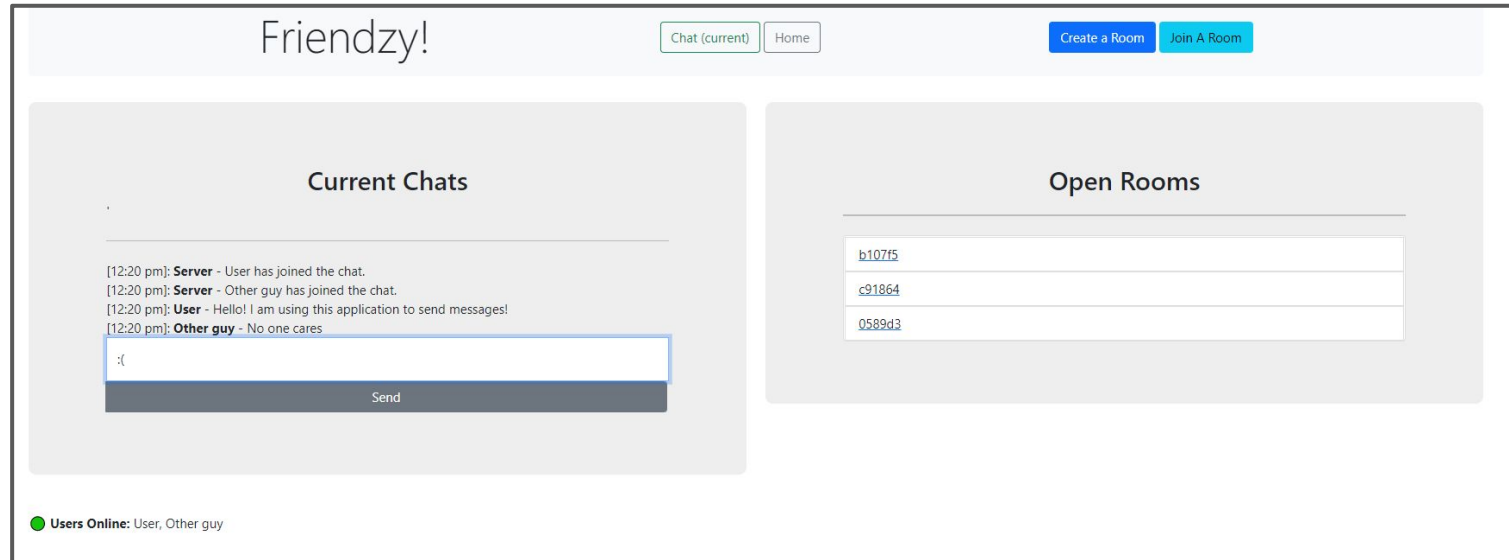 Friendzy!
Chat (current)
Home
Create a Room
Join A Room
Current Chats
.
[12:20 pm]: Server - User has joined the chat.
[12:20 pm]: Server - Other guy has joined the chat.
[12:20 pm]: User - Hello! I am using this application to send messages!
[12:20 pm]: Other guy - No one cares
:(
Send
Open Rooms
b107f5
c91864
0589d3
Users Online: User, Other guy